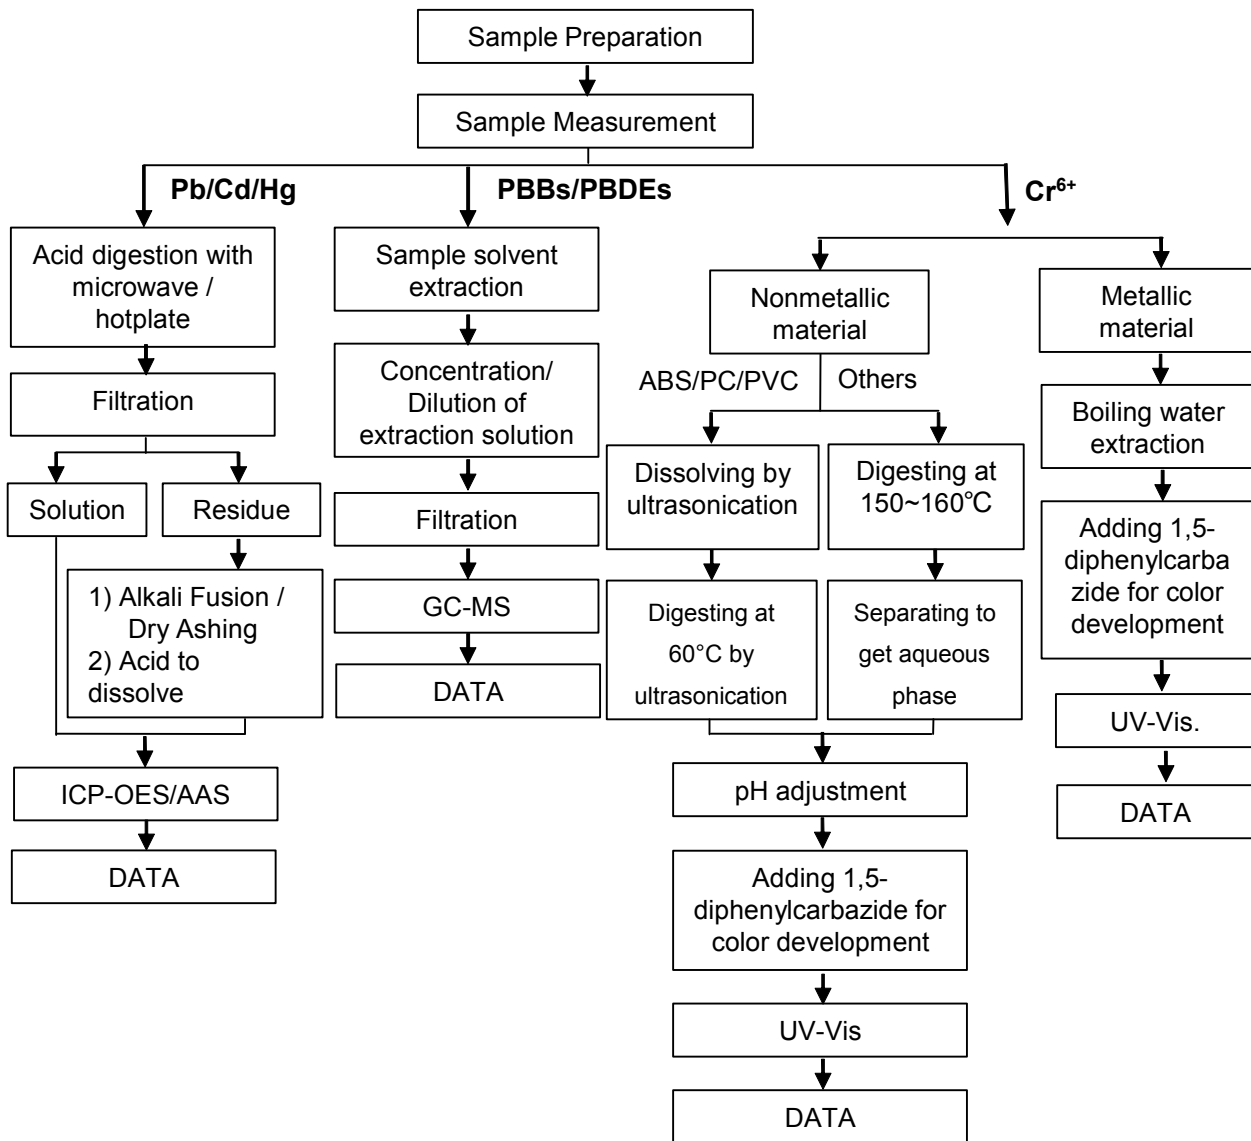 Sample Preparation
Sample Measurement
Pb/Cd/Hg
PBBs/PBDEs
Cr⁶⁺
Acid digestion with
microwave /
hotplate
Filtration
Solution
Residue
1) Alkali Fusion /
Dry Ashing
2) Acid to
dissolve
ICP-OES/AAS
DATA
Sample solvent
extraction
Concentration/
Dilution of
extraction solution
Filtration
GC-MS
DATA
Nonmetallic
material
ABS/PC/PVC
Others
Dissolving by
ultrasonication
Digesting at
60°C by
ultrasonication
Digesting at
150~160℃
Separating to
get aqueous
phase
pH adjustment
Adding 1,5-
diphenylcarbazide for
color development
UV-Vis
DATA
Metallic
material
Boiling water
extraction
Adding 1,5-
diphenylcarba
zide for color
development
UV-Vis.
DATA